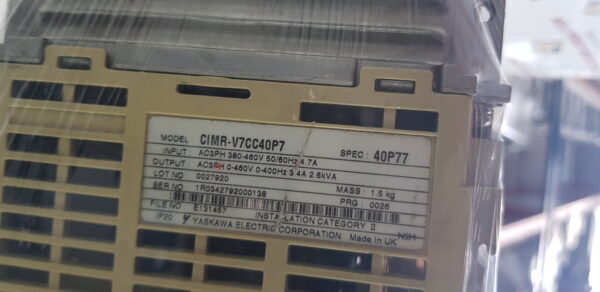 MODEL CIMR-V7CC40P7 SPEC: 40P77
INPUT AC3PH 380-460V 50/60Hz 4.7A
OUTPUT AC3PH 0-460V 0-400Hz 3.4A 2.6kVA
LOT NO 0027920 MASS: 1.5 kg
SER NO 1R0342792000138 PRG: 0026
FILE NO E131457 INSTALLATION CATEGORY II
IP20 YASKAWA ELECTRIC CORPORATION Made in UK NSM